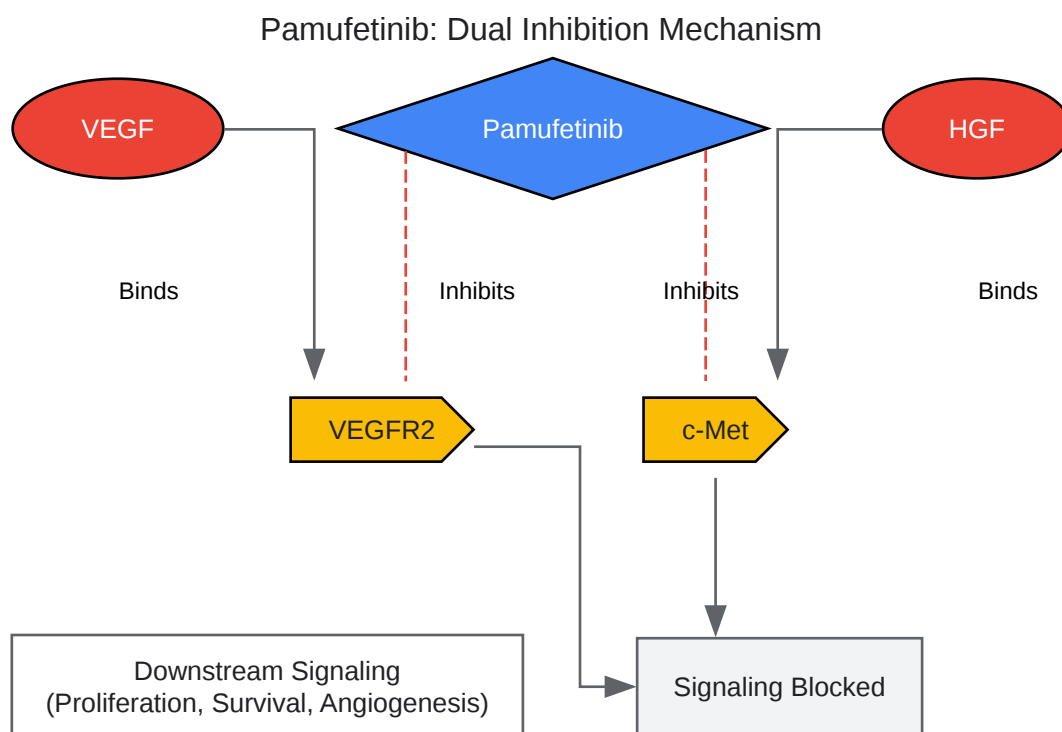 Pamufetinib: Dual Inhibition Mechanism
VEGF
Pamufetinib
HGF
Binds
Inhibits
Inhibits
Binds
VEGFR2
c-Met
Downstream Signaling
(Proliferation, Survival, Angiogenesis)
Signaling Blocked